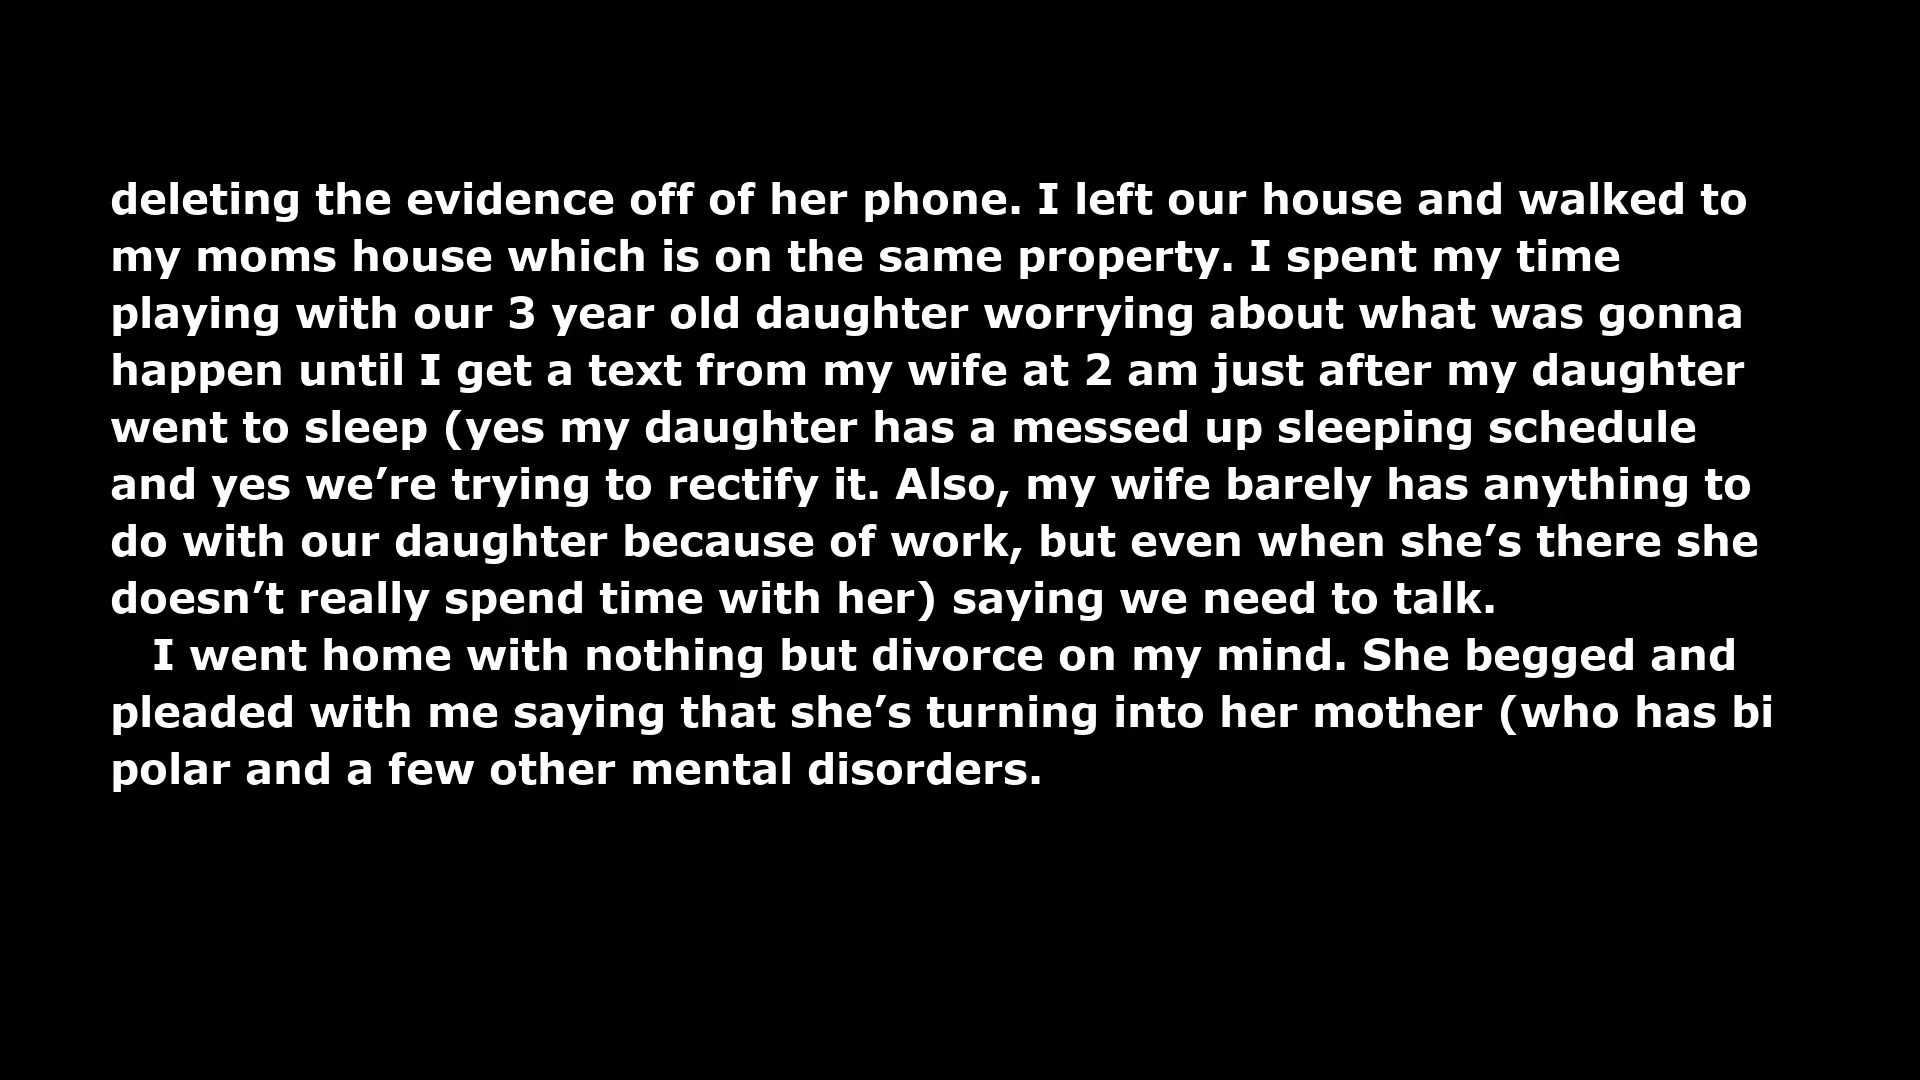 deleting the evidence off of her phone. I left our house and walked to
my moms house which is on the same property. I spent my time
playing with our 3 year old daughter worrying about what was gonna
happen until I get a text from my wife at 2 am just after my daughter
went to sleep (yes my daughter has a messed up sleeping schedule
and yes we’re trying to rectify it. Also, my wife barely has anything to
do with our daughter because of work, but even when she’s there she
doesn’t really spend time with her) saying we need to talk.
I went home with nothing but divorce on my mind. She begged and
pleaded with me saying that she’s turning into her mother (who has bi
polar and a few other mental disorders.